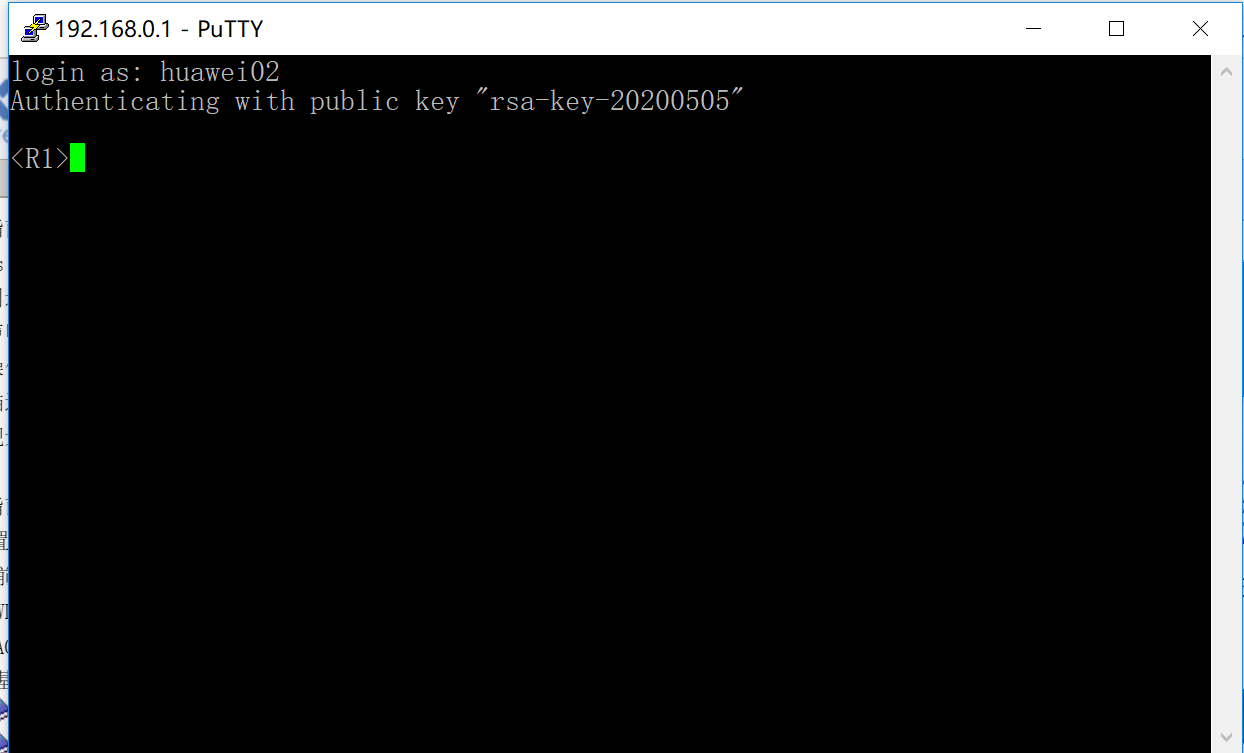 192.168.0.1 - PuTTY
login as: huawei02
Authenticating with public key "rsa-key-20200505"
<R1>